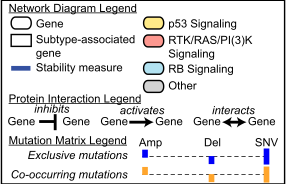 Network Diagram Legend
Gene
p53 Signaling
Subtype-associated gene
RTK/RAS/PI(3)K Signaling
Stability measure
RB Signaling
Other
Protein Interaction Legend
inhibits activates interacts
Gene Gene Gene Gene Gene Gene
Mutation Matrix Legend Amp Del SNV
Exclusive mutations
Co-occurring mutations